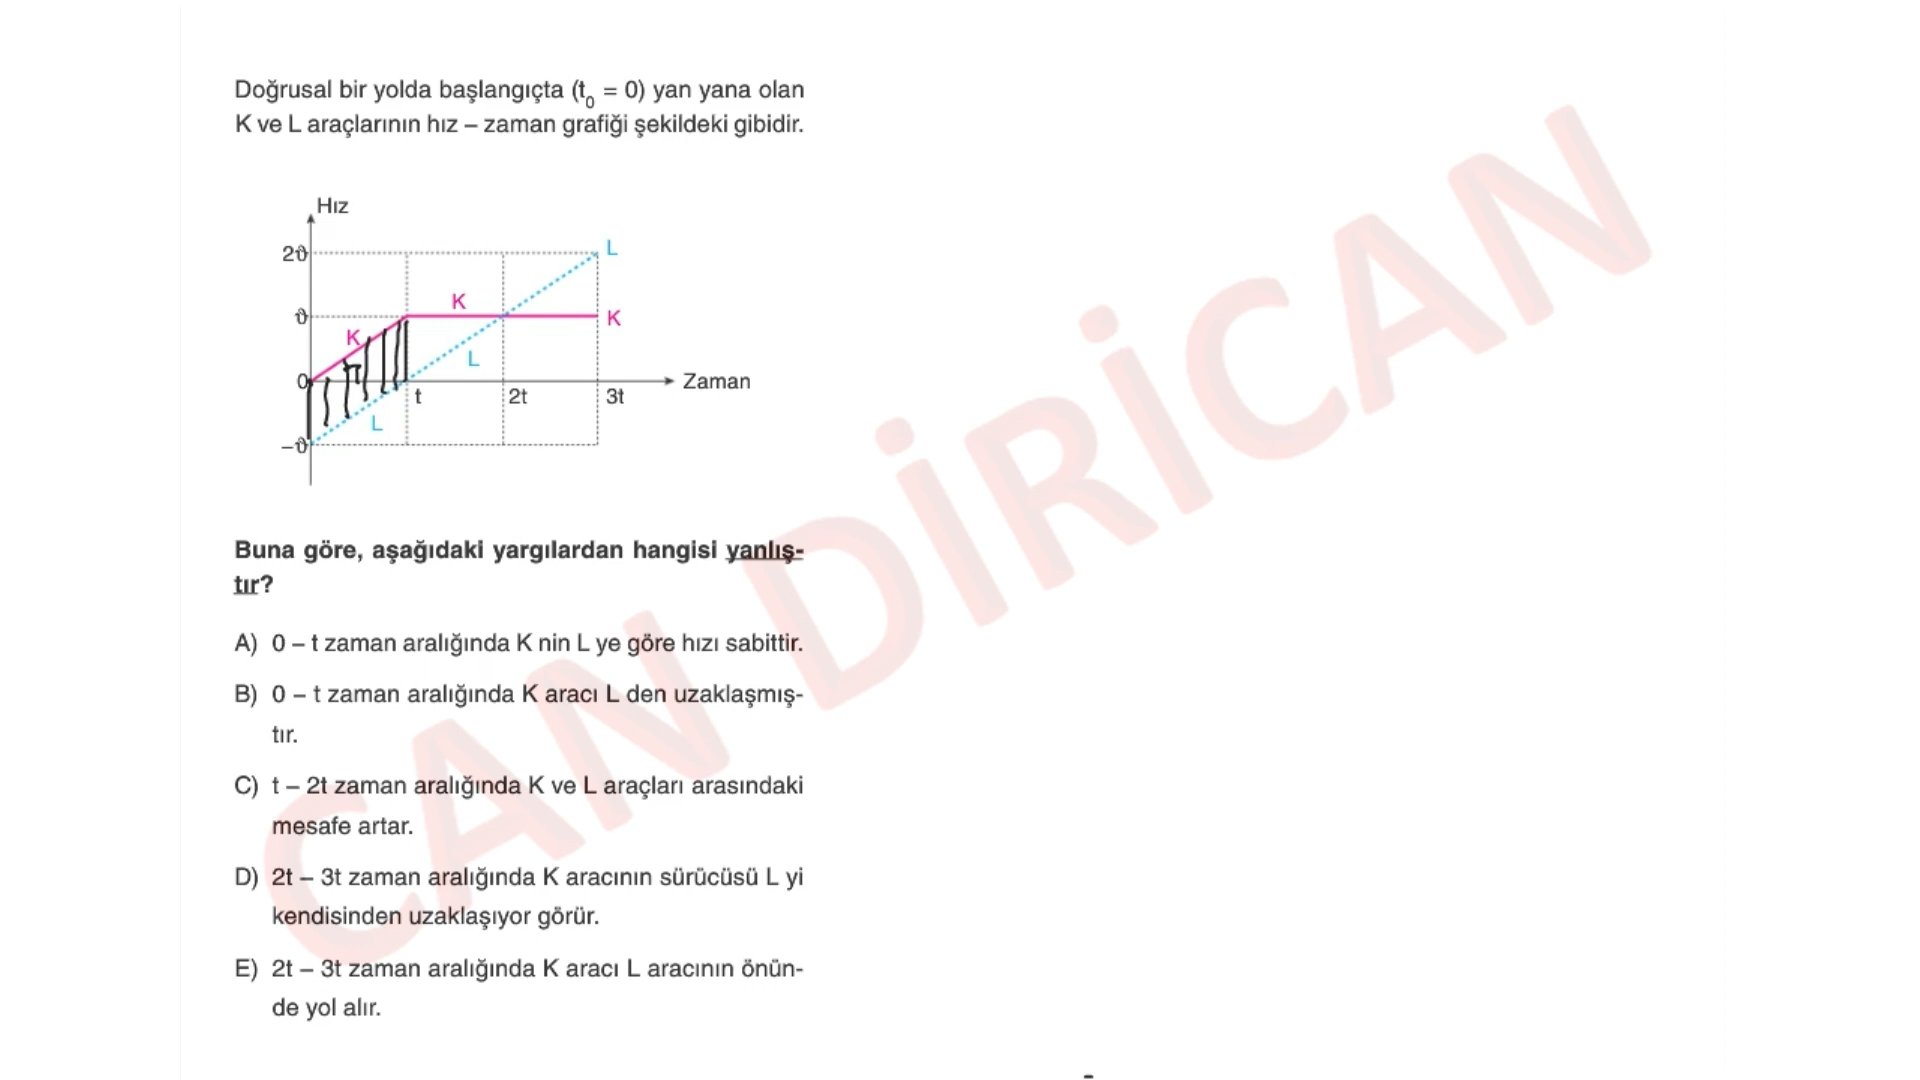 Doğrusal bir yolda başlangıçta (t₀ = 0) yan yana olan
K ve L araçlarının hız – zaman grafiği şekildeki gibidir.
Hız
2ϑ
L
K
ϑ
K
K
L
0
Zaman
t
2t
3t
L
–ϑ
Buna göre, aşağıdaki yargılardan hangisi yanlış-
tır?
A) 0 – t zaman aralığında K nin L ye göre hızı sabittir.
B) 0 – t zaman aralığında K aracı L den uzaklaşmış-
tır.
C) t – 2t zaman aralığında K ve L araçları arasındaki
mesafe artar.
D) 2t – 3t zaman aralığında K aracının sürücüsü L yi
kendisinden uzaklaşıyor görür.
E) 2t – 3t zaman aralığında K aracı L aracının önün-
de yol alır.
CAN DİRİCAN